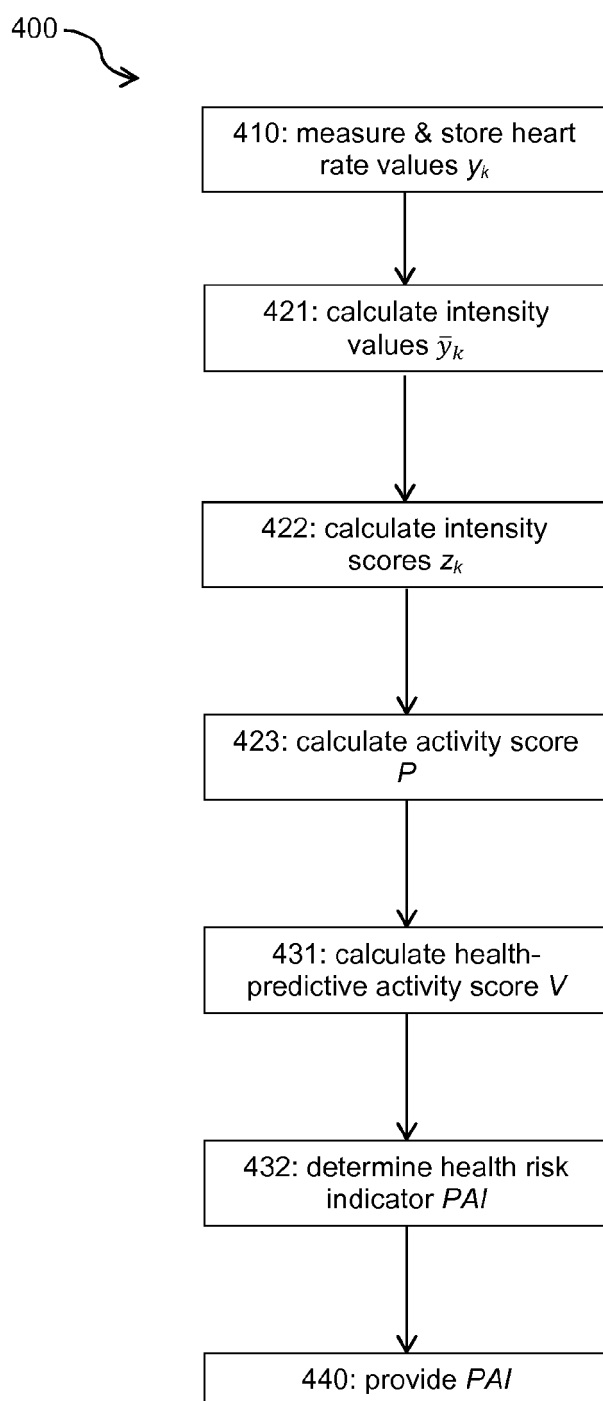 400
410: measure & store heart
rate values yₖ
421: calculate intensity
values ȳₖ
422: calculate intensity
scores zₖ
423: calculate activity score
P
431: calculate health-
predictive activity score V
432: determine health risk
indicator PAI
440: provide PAI